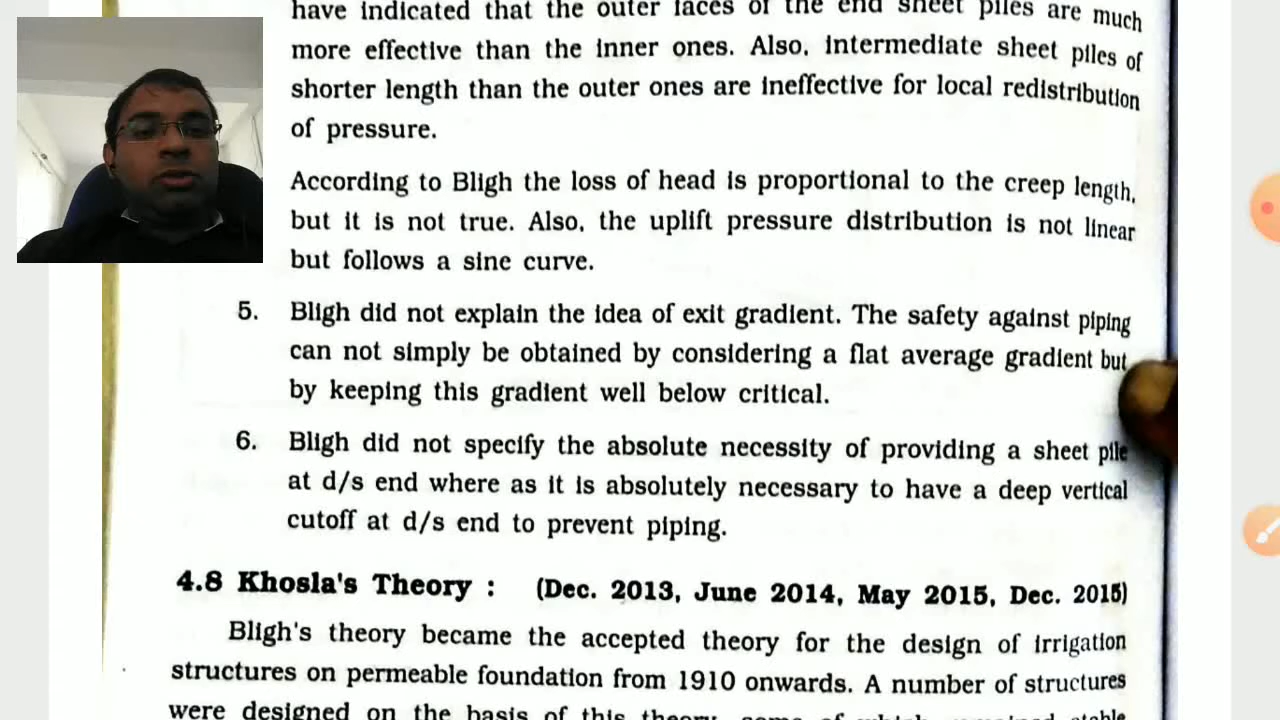 have indicated that the outer faces of the end sheet piles are much
more effective than the inner ones. Also, intermediate sheet piles of
shorter length than the outer ones are ineffective for local redistribution
of pressure.
According to Bligh the loss of head is proportional to the creep length,
but it is not true. Also, the uplift pressure distribution is not linear
but follows a sine curve.
5. Bligh did not explain the idea of exit gradient. The safety against piping
can not simply be obtained by considering a flat average gradient but
by keeping this gradient well below critical.
6. Bligh did not specify the absolute necessity of providing a sheet pile
at d/s end where as it is absolutely necessary to have a deep vertical
cutoff at d/s end to prevent piping.
4.8 Khosla's Theory : (Dec. 2013, June 2014, May 2015, Dec. 2015)
Bligh's theory became the accepted theory for the design of irrigation
structures on permeable foundation from 1910 onwards. A number of structures
were designed on the basis of this theory, some of which remained stable